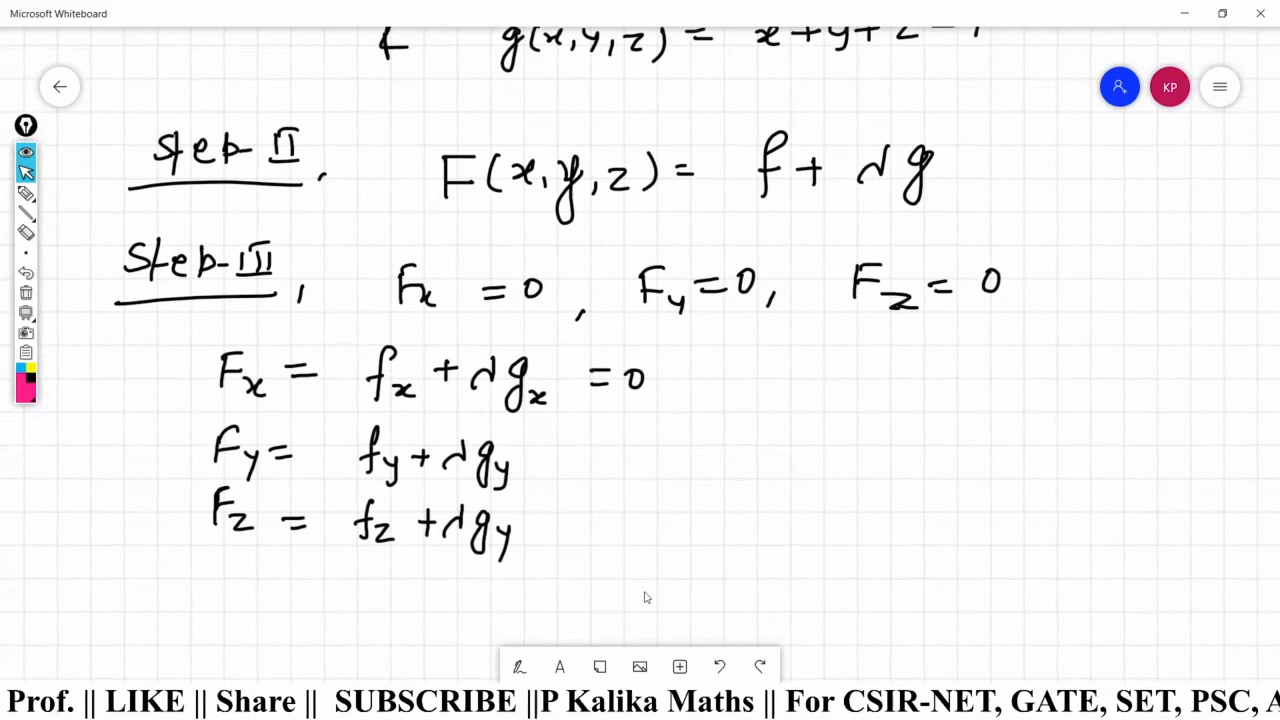 Microsoft Whiteboard
g(x,y,z) = x+y+z-1
KP
Step-II, F(x,y,z) = f + λg
Step-III, Fx = 0, Fy = 0, Fz = 0
Fx = fx + λgx = 0
Fy = fy + λgy
Fz = fz + λgy
Prof. || LIKE || Share || SUBSCRIBE ||P Kalika Maths || For CSIR-NET, GATE, SET, PSC, A